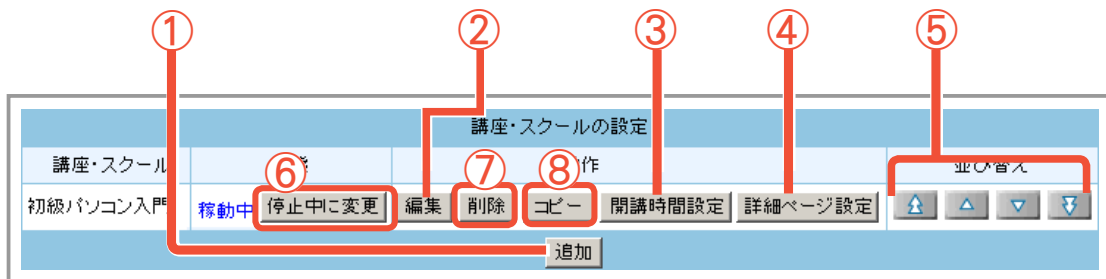 ① ② ③ ④ ⑤
講座・スクールの設定
講座・スクール ⑥ ⑦ 作 ⑧ 並び替え
初級パソコン入門 稼動中 停止中に変更 編集 削除 コピー 開講時間設定 詳細ページ設定
追加